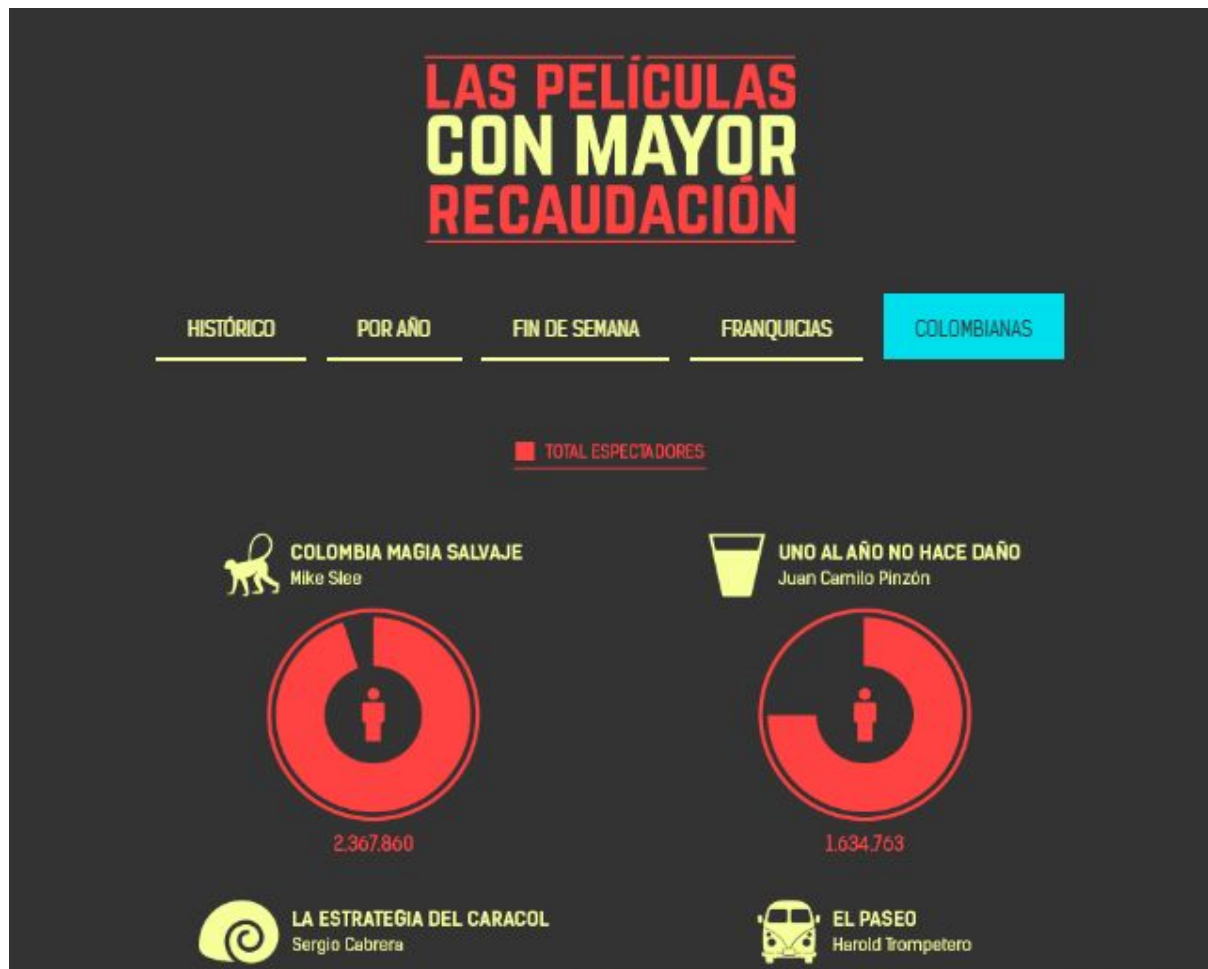 LAS PELÍCULAS
CON MAYOR
RECAUDACIÓN
HISTÓRICO
POR AÑO
FIN DE SEMANA
FRANQUICIAS
COLOMBIANAS
TOTAL ESPECTADORES
COLOMBIA MAGIA SALVAJE
Mike Slee
2.367.860
UNO AL AÑO NO HACE DAÑO
Juan Camilo Pinzón
1.634.763
LA ESTRATEGIA DEL CARACOL
Sergio Cabrera
EL PASEO
Harold Trompetero